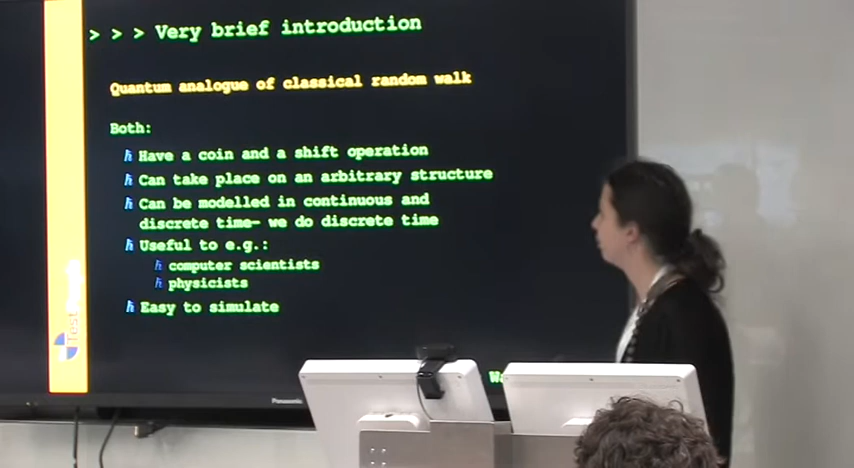 > > > Very brief introduction
Quantum analogue of classical random walk
Both:
ℏ Have a coin and a shift operation
ℏ Can take place on an arbitrary structure
ℏ Can be modelled in continuous and
discrete time– we do discrete time
ℏ Useful to e.g.:
ℏ computer scientists
ℏ physicists
ℏ Easy to simulate
Panasonic